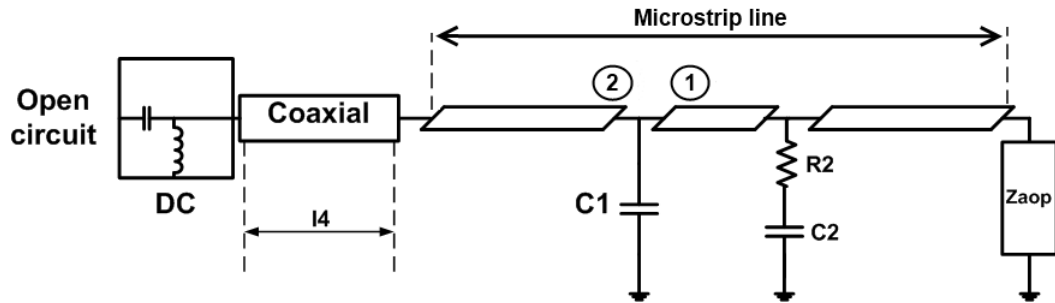 Microstrip line
Open
circuit
Coaxial
2
1
DC
l4
C1
R2
C2
Zaop